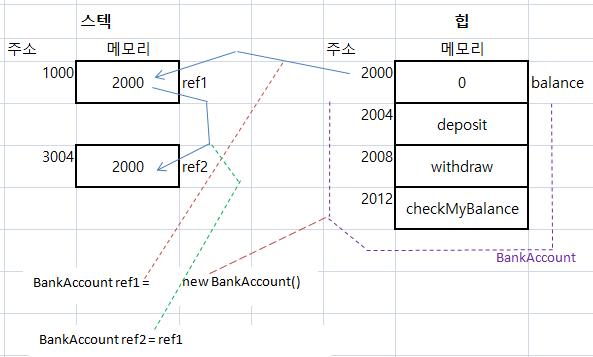 스텍 힙
주소 메모리 주소 메모리
1000 2000 ref1 2000 0 balance
2004 deposit
3004 2000 ref2 2008 withdraw
2012 checkMyBalance
BankAccount
BankAccount ref1 = new BankAccount()
BankAccount ref2 = ref1